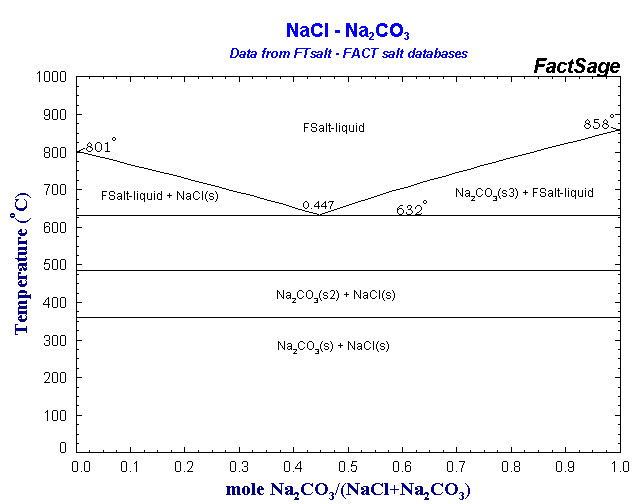 NaCl - Na₂CO₃
Data from FTsalt - FACT salt databases
FactSage
1000
900
800
700
600
500
400
300
200
100
0
Temperature (°C)
FSalt-liquid
858°
801°
FSalt-liquid + NaCl(s)
Na₂CO₃(s3) + FSalt-liquid
0.447
632°
Na₂CO₃(s2) + NaCl(s)
Na₂CO₃(s) + NaCl(s)
0.0 0.1 0.2 0.3 0.4 0.5 0.6 0.7 0.8 0.9 1.0
mole Na₂CO₃/(NaCl+Na₂CO₃)